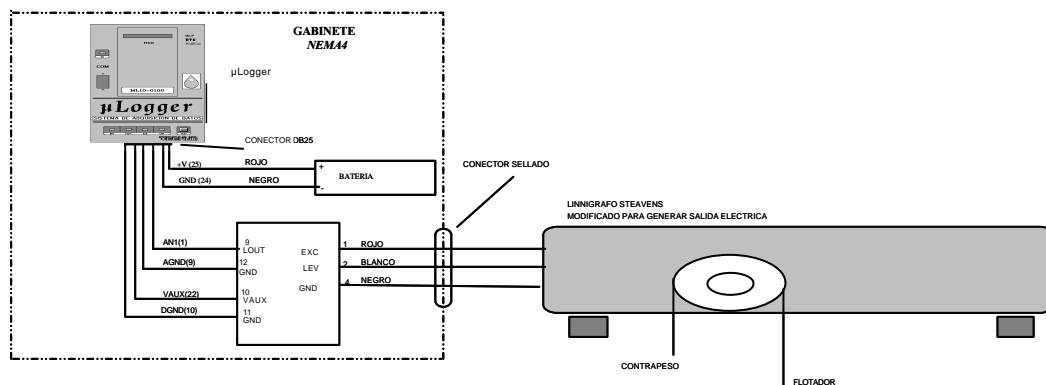 GABINETE
NEMA4
COM
ML10-0100
µLogger
SISTEMA DE ADQUISICION DE DATOS
µLogger
CONECTOR DB25
+V (25)
ROJO
GND (24)
NEGRO
+
-
BATERIA
CONECTOR SELLADO
LINNIGRAFO STEAVENS
MODIFICADO PARA GENERAR SALIDA ELECTRICA
AN1(1)
9
LOUT
AGND(9)
12
GND
VAUX(22)
10
VAUX
DGND(10)
11
GND
EXC
1
ROJO
LEV
2
BLANCO
GND
4
NEGRO
CONTRAPESO
FLOTADOR